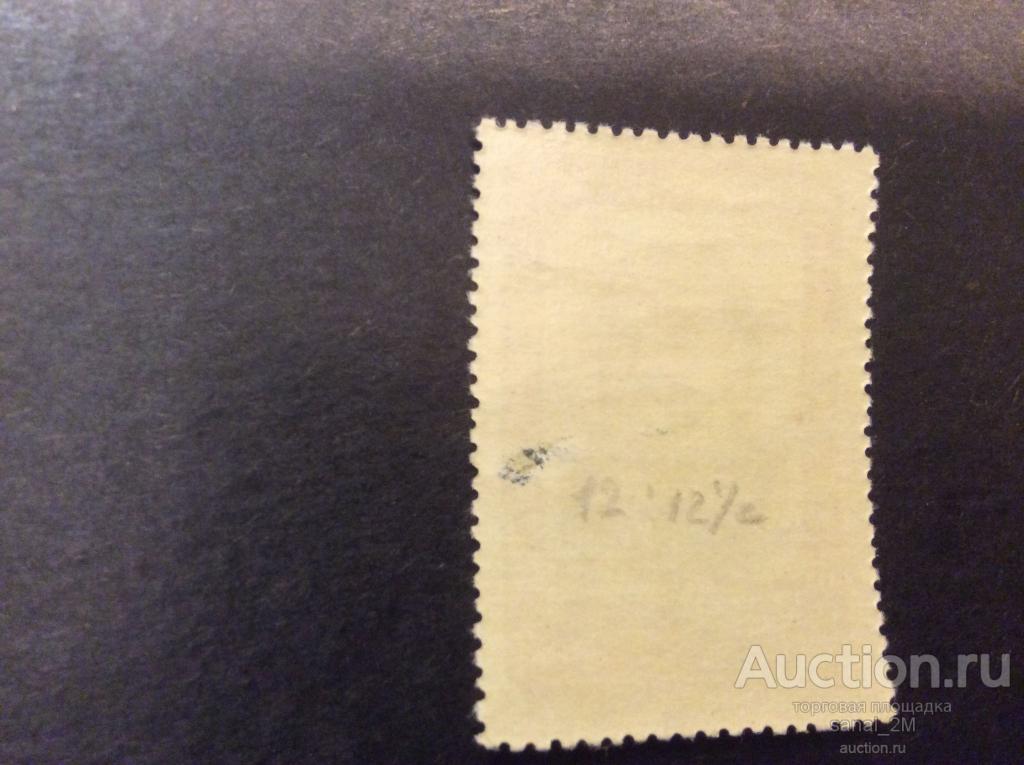 12 : 12½
Auction.ru
торговая площадка
sanal_2M
auction.ru